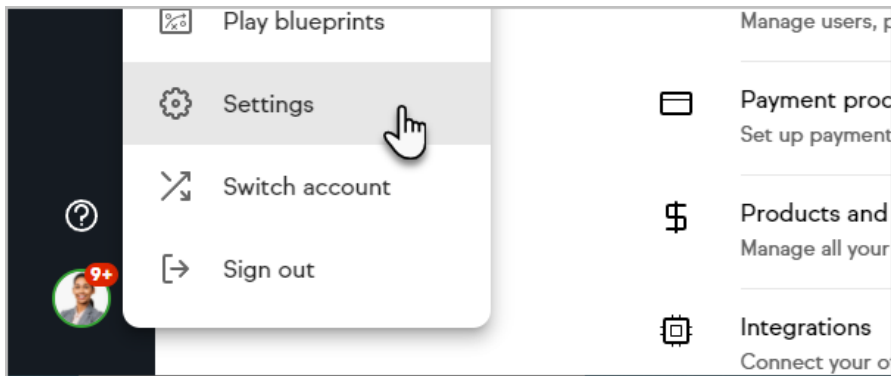 Play blueprints
Settings
Switch account
Sign out
?
9+
Manage users,
Payment
Set up payment
Products and
Manage all your
Integrations
Connect your